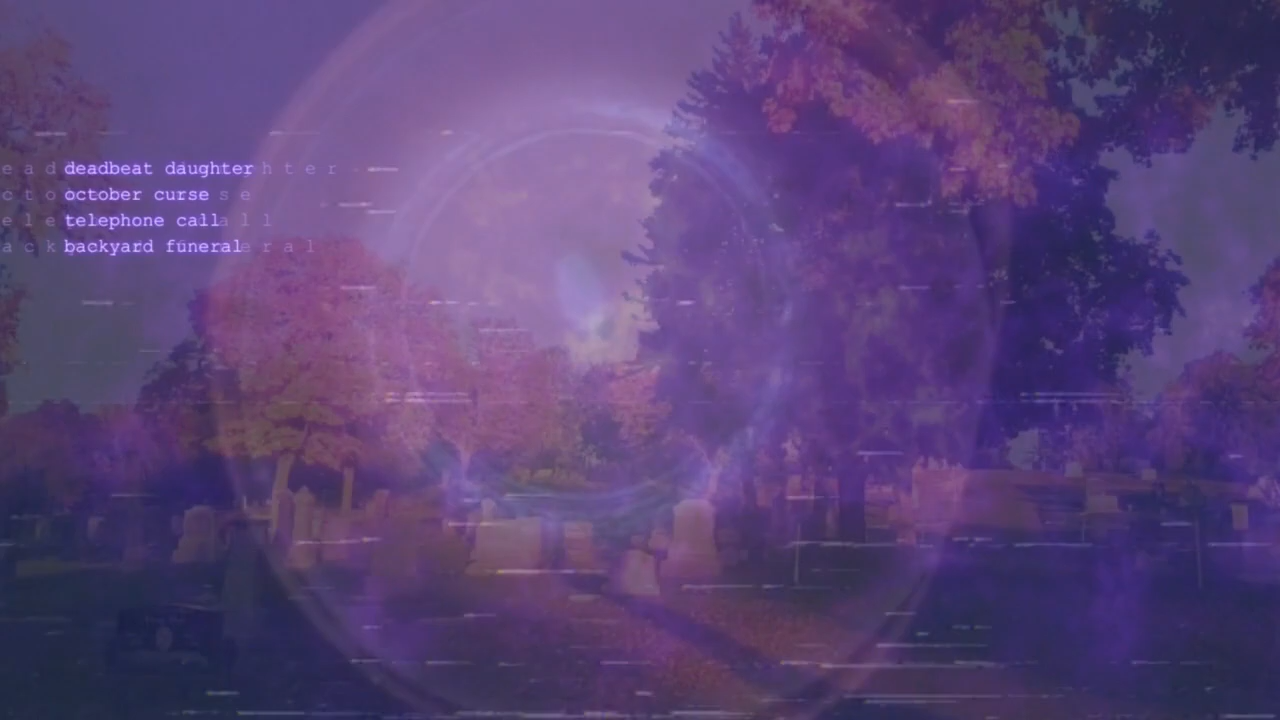 deadbeat daughter
october curse
telephone call
backyard funeral